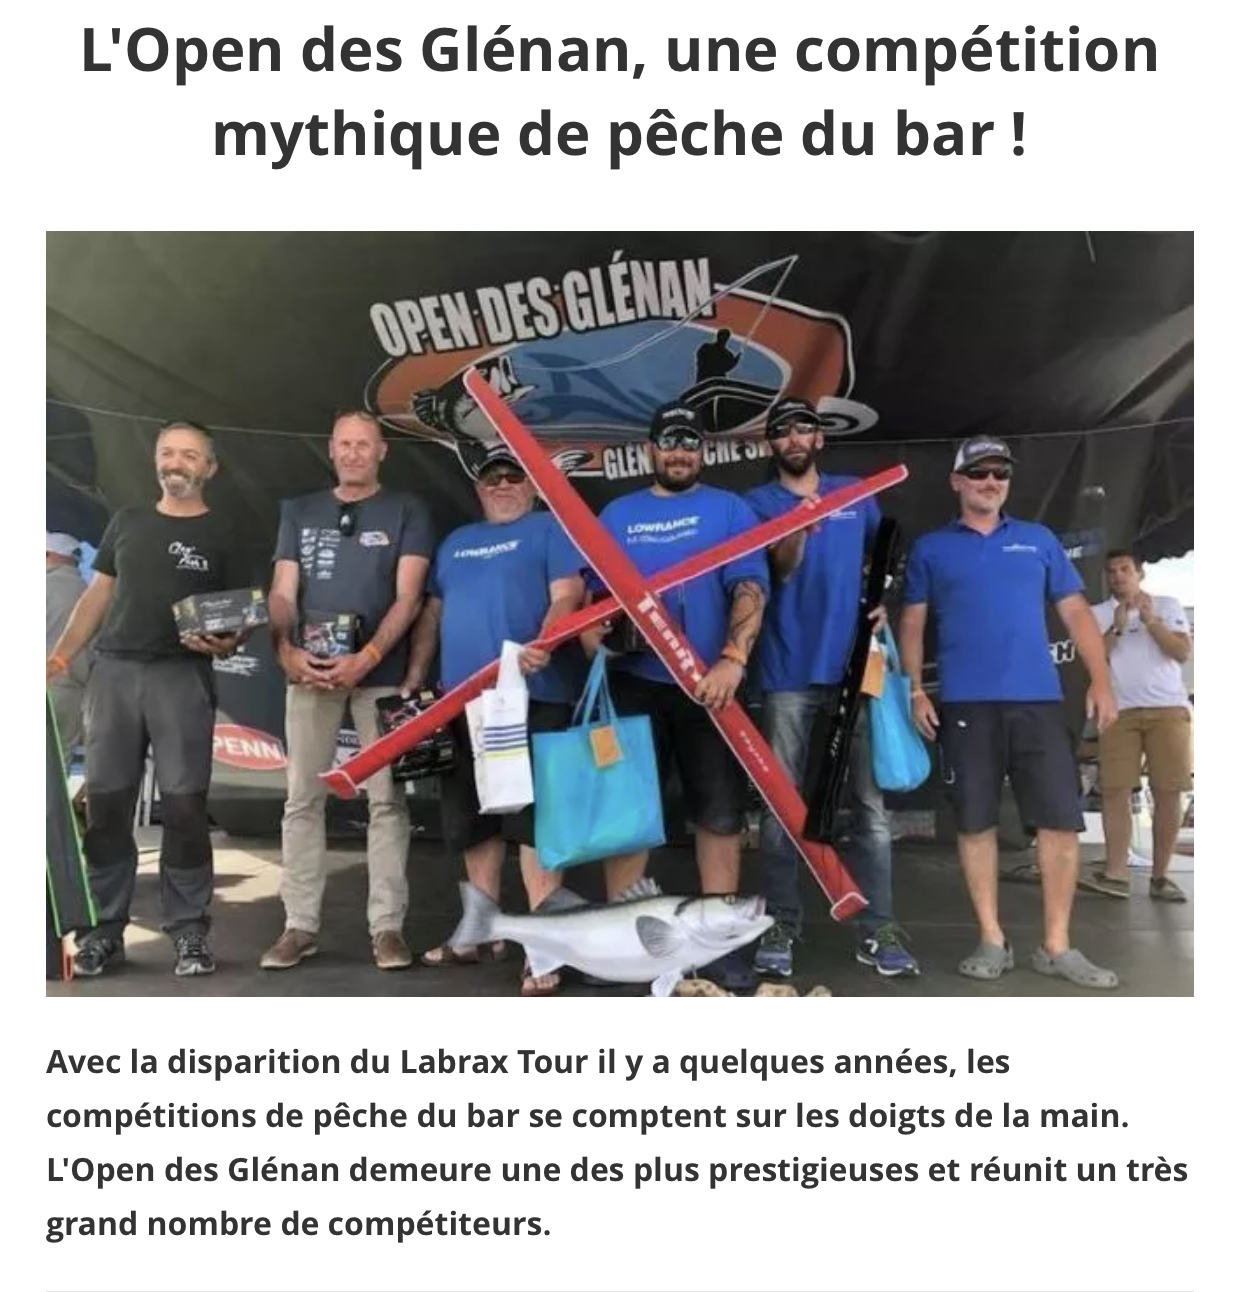 L'Open des Glénan, une compétition
mythique de pêche du bar !
OPEN DES GLÉNAN
GLÉN
LOWRANCE
LOWRANCE
TENRYU
PENN
Avec la disparition du Labrax Tour il y a quelques années, les
compétitions de pêche du bar se comptent sur les doigts de la main.
L'Open des Glénan demeure une des plus prestigieuses et réunit un très
grand nombre de compétiteurs.